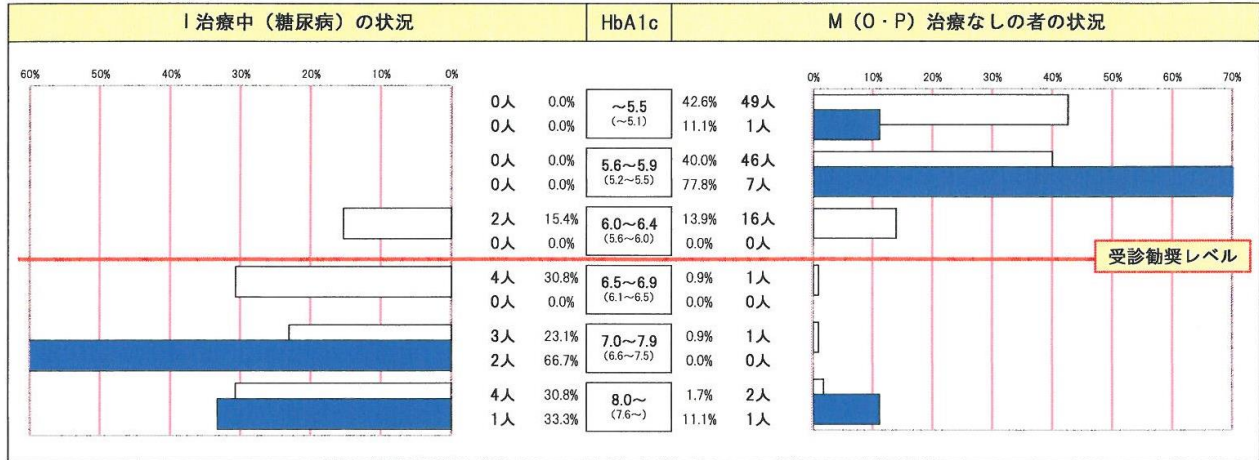 I 治療中（糖尿病）の状況 HbA1c M（O・P）治療なしの者の状況
60% 50% 40% 30% 20% 10% 0% 0% 10% 20% 30% 40% 50% 60% 70%
0人 0.0% ～5.5 42.6% 49人
0人 0.0% (～5.1) 11.1% 1人
0人 0.0% 5.6～5.9 40.0% 46人
0人 0.0% (5.2～5.5) 77.8% 7人
2人 15.4% 6.0～6.4 13.9% 16人
0人 0.0% (5.6～6.0) 0.0% 0人
受診勧奨レベル
4人 30.8% 6.5～6.9 0.9% 1人
0人 0.0% (6.1～6.5) 0.0% 0人
3人 23.1% 7.0～7.9 0.9% 1人
2人 66.7% (6.6～7.5) 0.0% 0人
4人 30.8% 8.0～ 1.7% 2人
1人 33.3% (7.6～) 11.1% 1人